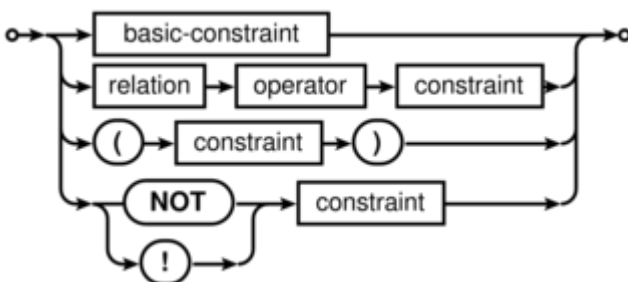 basic-constraint
relation operator constraint
( constraint )
NOT constraint
!